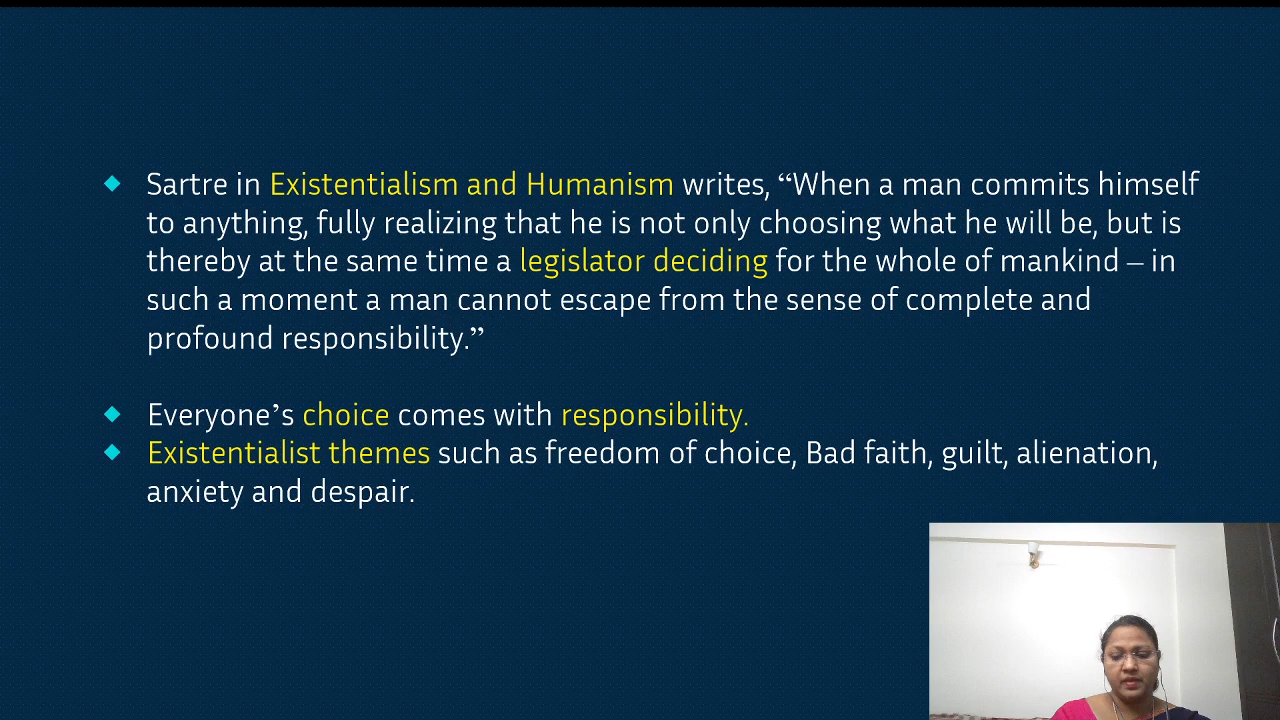 Sartre in Existentialism and Humanism writes, “When a man commits himself
to anything, fully realizing that he is not only choosing what he will be, but is
thereby at the same time a legislator deciding for the whole of mankind – in
such a moment a man cannot escape from the sense of complete and
profound responsibility.”
Everyone’s choice comes with responsibility.
Existentialist themes such as freedom of choice, Bad faith, guilt, alienation,
anxiety and despair.